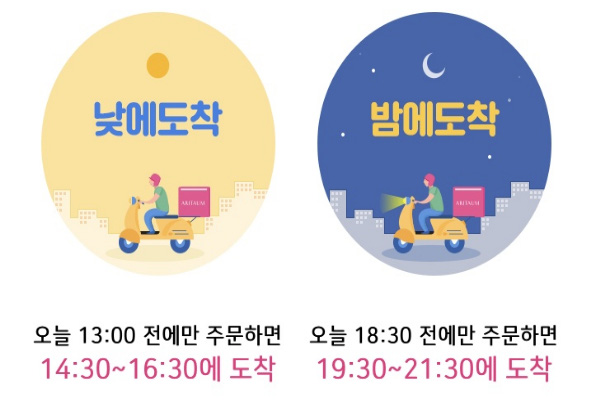 낮에도착
ARITAUM
오늘 13:00 전에만 주문하면
14:30~16:30에 도착
밤에도착
ARITAUM
오늘 18:30 전에만 주문하면
19:30~21:30에 도착